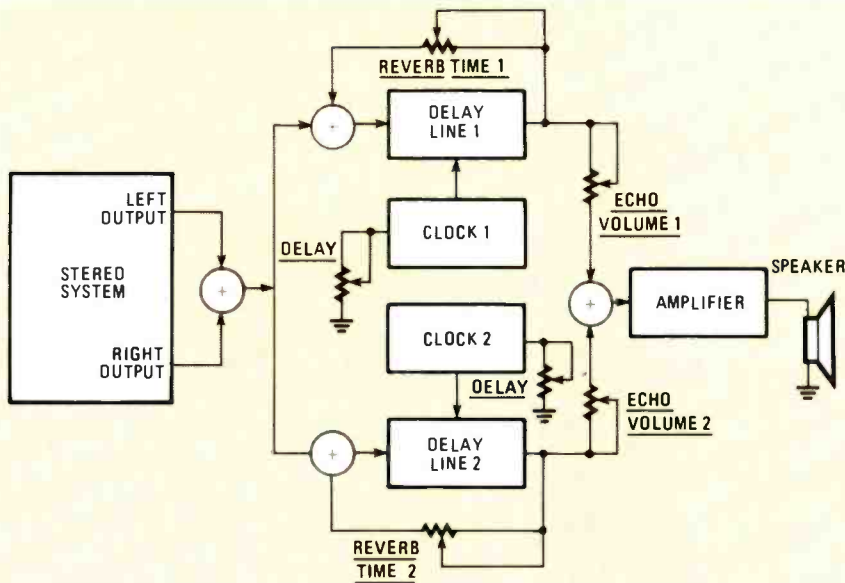 REVERB TIME 1
DELAY
LINE 1
LEFT
OUTPUT
ECHO
VOLUME 1
CLOCK 1
DELAY
STEREO
SYSTEM
+
+
+
+
SPEAKER
AMPLIFIER
CLOCK 2
RIGHT
OUTPUT
DELAY
ECHO
VOLUME 2
DELAY
LINE 2
REVERB
TIME 2